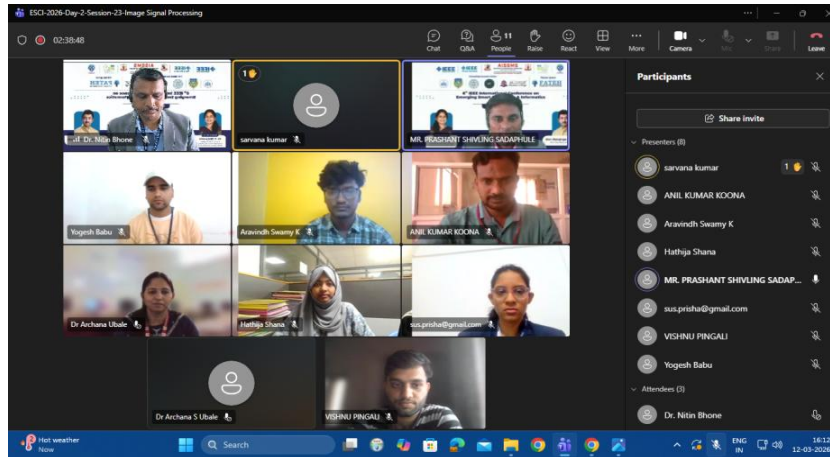 ESCI-2026-Day-2-Session-23-Image Signal Processing
02:38:48
Chat
Q&A
11
People
Raise
React
View
More
Camera
Mic
Share
Leave
Dr. Nitin Bhone
1
sarvana kumar
MR. PRASHANT SHIVLING SADAPHULE
Yogesh Babu
Aravindh Swamy K
ANIL KUMAR KOONA
Dr Archana Ubale
Hathija Shana
sus.prisha@gmail.com
Dr Archana S Ubale
VISHNU PINGALI
Participants
Share invite
Presenters (8)
sarvana kumar 1
ANIL KUMAR KOONA
Aravindh Swamy K
Hathija Shana
MR. PRASHANT SHIVLING SADAP...
sus.prisha@gmail.com
VISHNU PINGALI
Yogesh Babu
Attendees (3)
Dr. Nitin Bhone
Hot weather
Now
Search
ENG
IN
16:12
12-03-2026